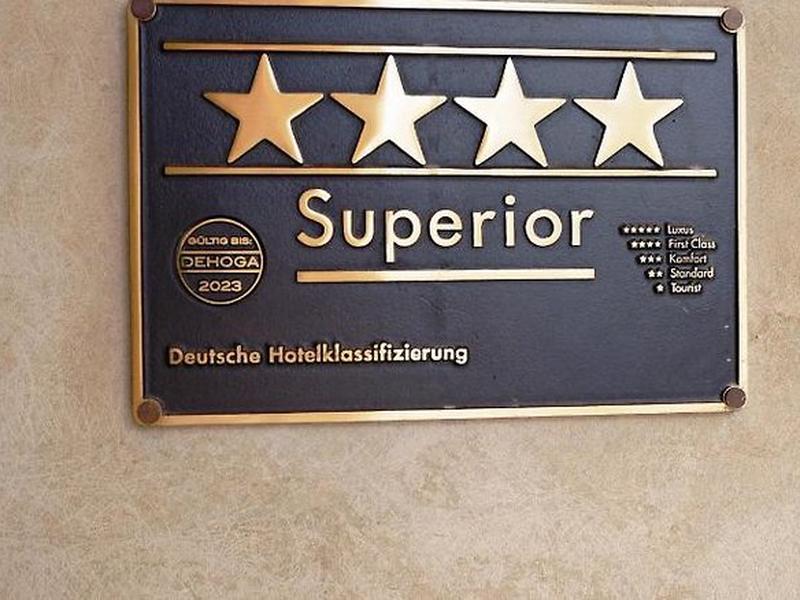 Superior
GÜLTIG BIS:
DEHOGA
2023
***** Luxus
**** First Class
*** Komfort
** Standard
* Tourist
Deutsche Hotelklassifizierung